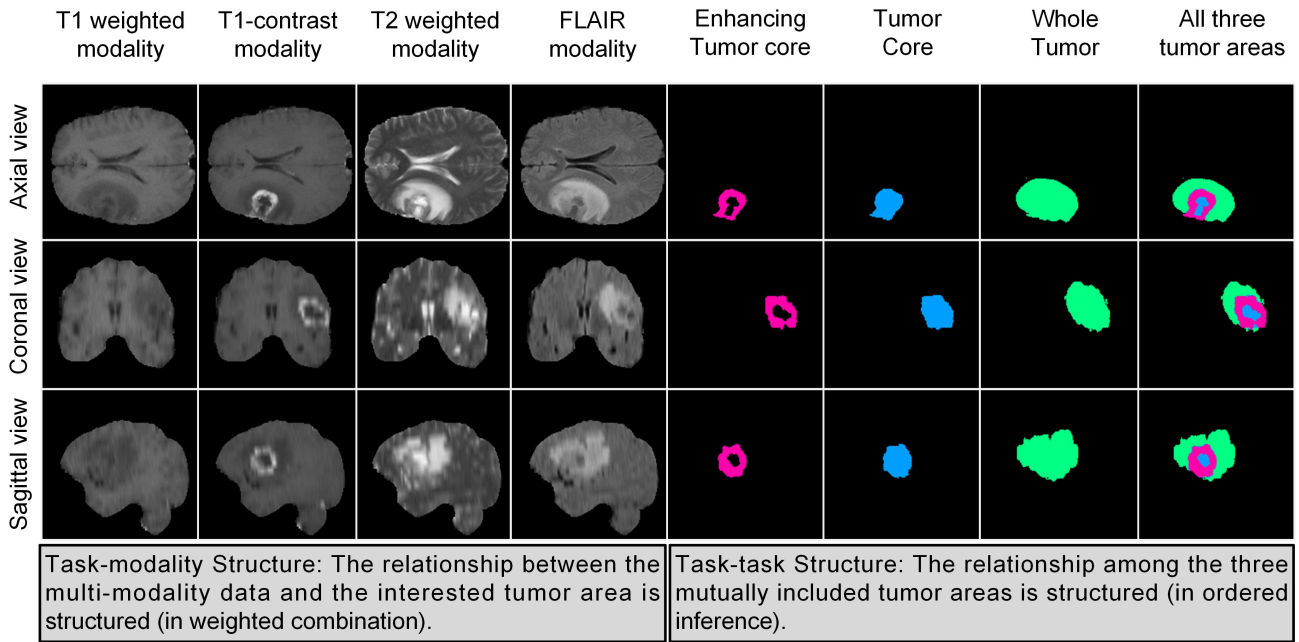 T1 weighted modality
T1-contrast modality
T2 weighted modality
FLAIR modality
Enhancing Tumor core
Tumor Core
Whole Tumor
All three tumor areas
Axial view
Coronal view
Sagittal view
Task-modality Structure: The relationship between the
multi-modality data and the interested tumor area is
structured (in weighted combination).
Task-task Structure: The relationship among the three
mutually included tumor areas is structured (in ordered
inference).